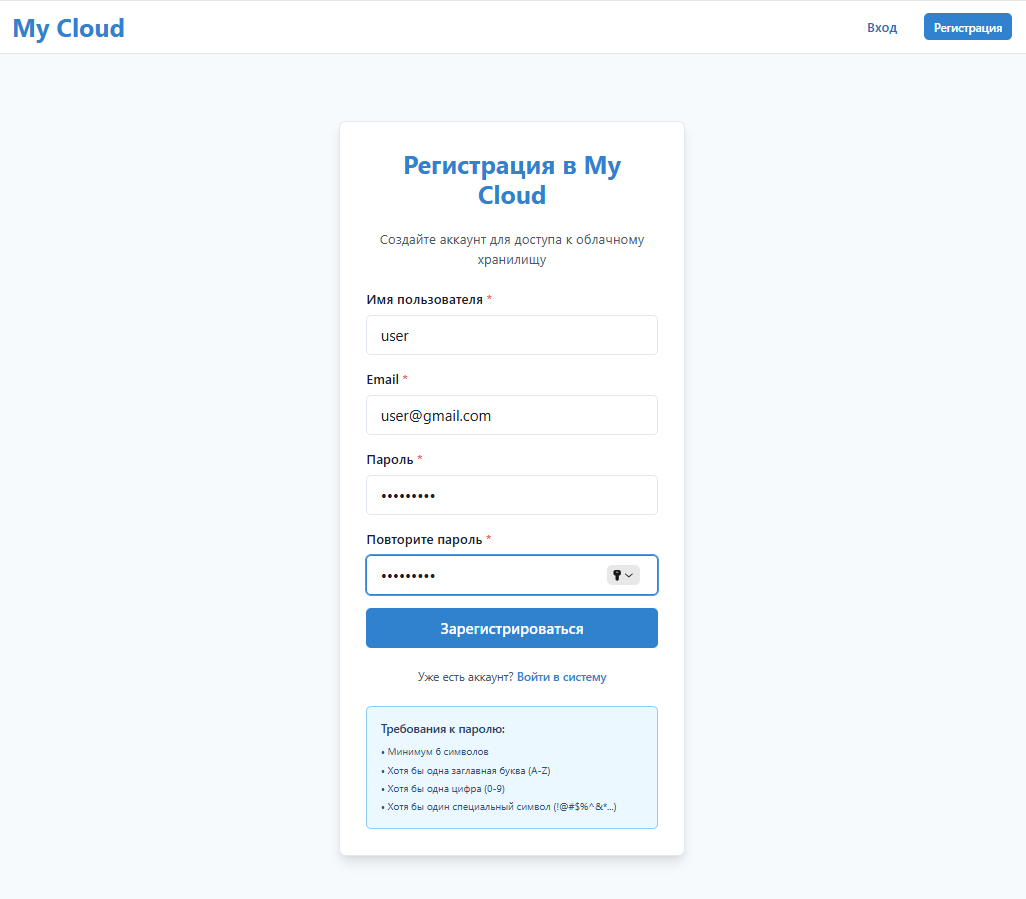 My Cloud
Вход
Регистрация
Регистрация в My
Cloud
Создайте аккаунт для доступа к облачному
хранилищу
Имя пользователя *
user
Email *
user@gmail.com
Пароль *
•••••••••
Повторите пароль *
•••••••••
Зарегистрироваться
Уже есть аккаунт? Войти в систему
Требования к паролю:
• Минимум 6 символов
• Хотя бы одна заглавная буква (A-Z)
• Хотя бы одна цифра (0-9)
• Хотя бы один специальный символ (!@#$%^&*...)